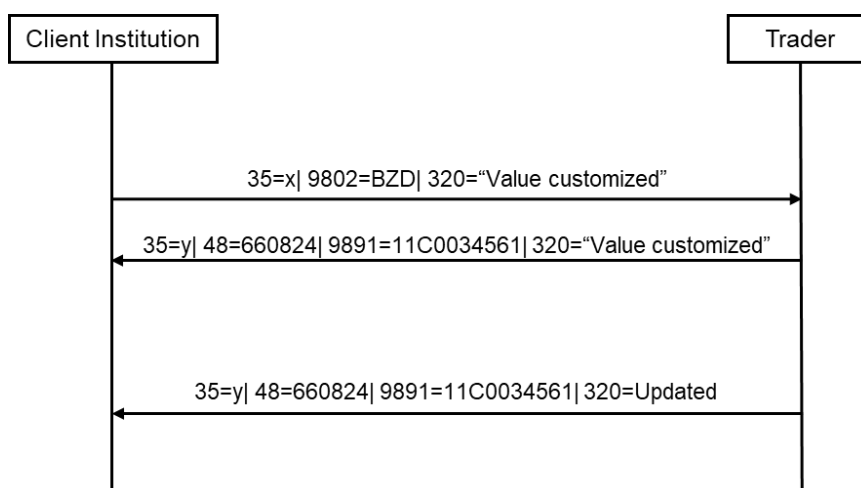 Client Institution
Trader
35=x| 9802=BZD| 320=“Value customized”
35=y| 48=660824| 9891=11C0034561| 320=“Value customized”
35=y| 48=660824| 9891=11C0034561| 320=Updated